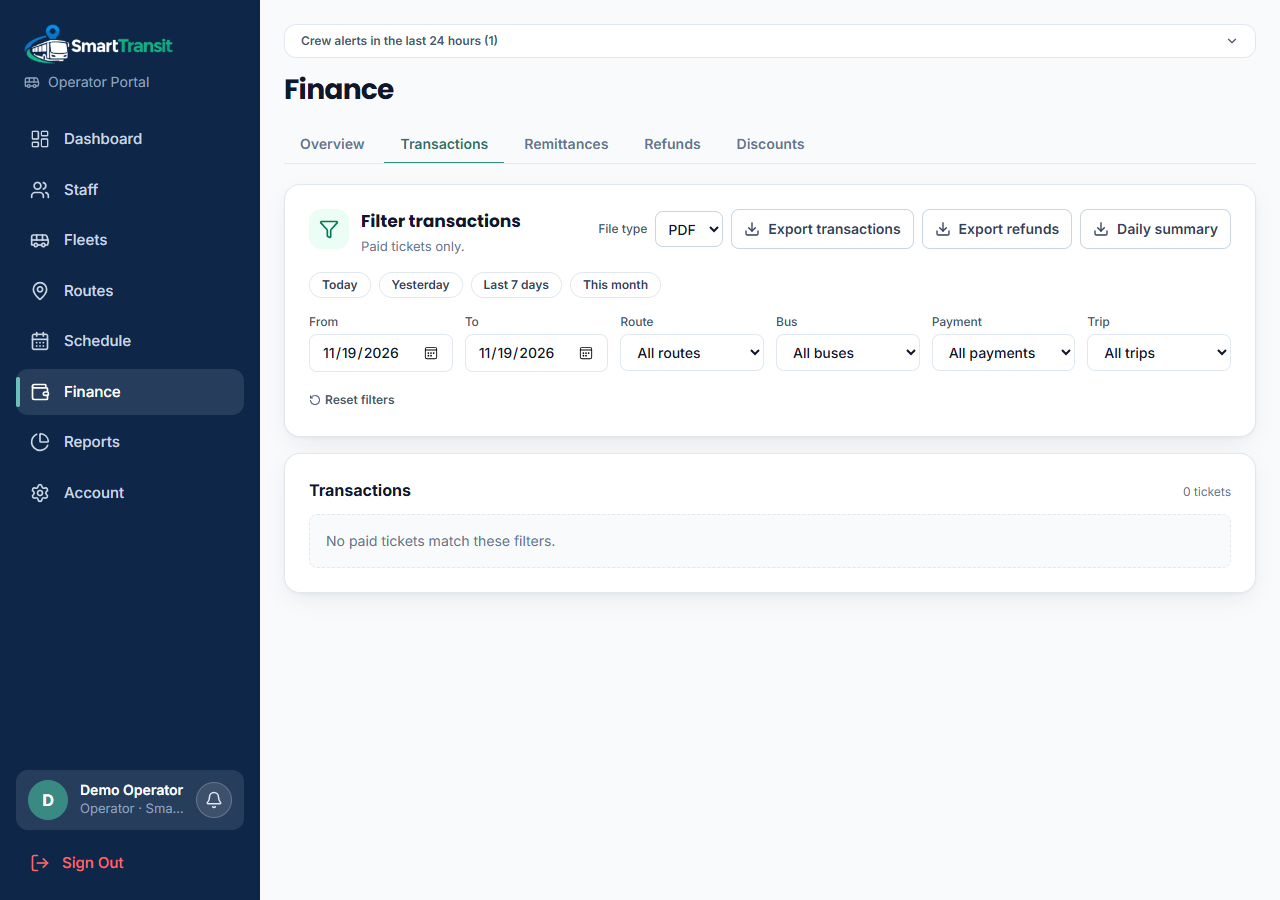 SmartTransit
Operator Portal
Dashboard
Staff
Fleets
Routes
Schedule
Finance
Reports
Account
D
Demo Operator
Operator · Sma...
Sign Out
Crew alerts in the last 24 hours (1)
Finance
Overview Transactions Remittances Refunds Discounts
Filter transactions
Paid tickets only.
File type PDF Export transactions Export refunds Daily summary
Today Yesterday Last 7 days This month
From To Route Bus Payment Trip
11/19/2026 11/19/2026 All routes All buses All payments All trips
Reset filters
Transactions 0 tickets
No paid tickets match these filters.